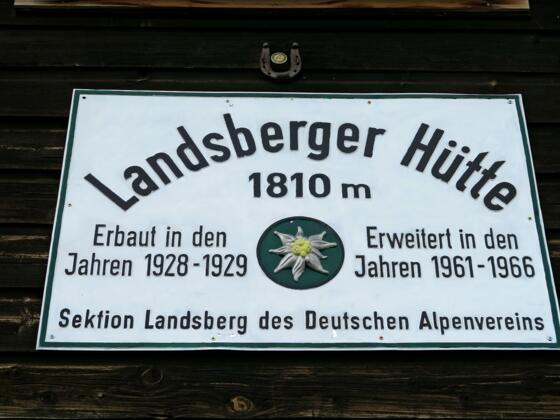 Landsberger Hütte
1810 m
Erbaut in den
Jahren 1928-1929
Erweitert in den
Jahren 1961-1966
Sektion Landsberg des Deutschen Alpenvereins